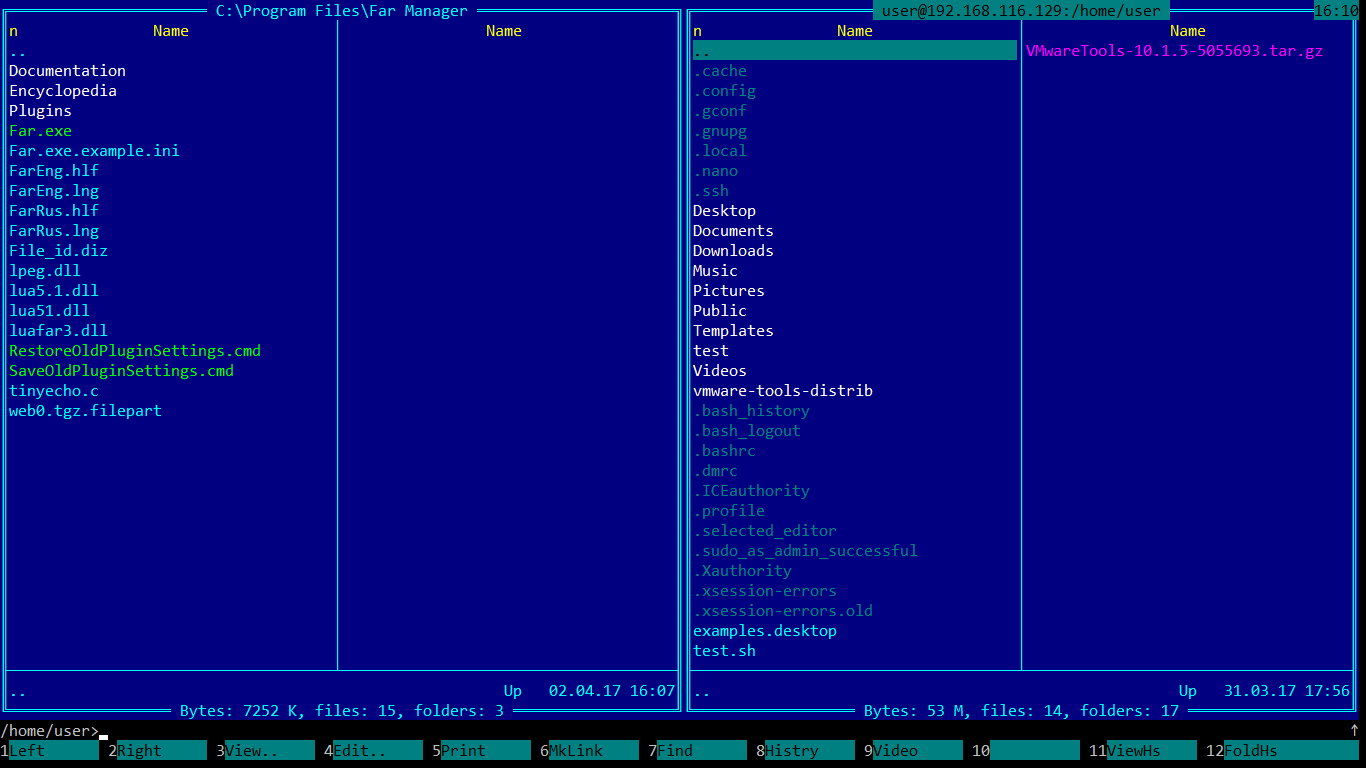 C:\Program Files\Far Manager
n Name Name
..
Documentation
Encyclopedia
Plugins
Far.exe
Far.exe.example.ini
FarEng.hlf
FarEng.lng
FarRus.hlf
FarRus.lng
File_id.diz
lpeg.dll
lua5.1.dll
lua51.dll
luafar3.dll
RestoreOldPluginSettings.cmd
SaveOldPluginSettings.cmd
tinyecho.c
web0.tgz.filepart
.. Up 02.04.17 16:07
Bytes: 7252 K, files: 15, folders: 3
user@192.168.116.129:/home/user 16:10
n Name Name
..
.cache
.config
.gconf
.gnupg
.local
.nano
.ssh
Desktop
Documents
Downloads
Music
Pictures
Public
Templates
test
Videos
vmware-tools-distrib
.bash_history
.bash_logout
.bashrc
.dmrc
.ICEauthority
.profile
.selected_editor
.sudo_as_admin_successful
.Xauthority
.xsession-errors
.xsession-errors.old
examples.desktop
test.sh
VMwareTools-10.1.5-5055693.tar.gz
.. Up 31.03.17 17:56
Bytes: 53 M, files: 14, folders: 17
/home/user> ↑
1Left 2Right 3View.. 4Edit.. 5Print 6MkLink 7Find 8Histry 9Video 10 11ViewHs 12FoldHs